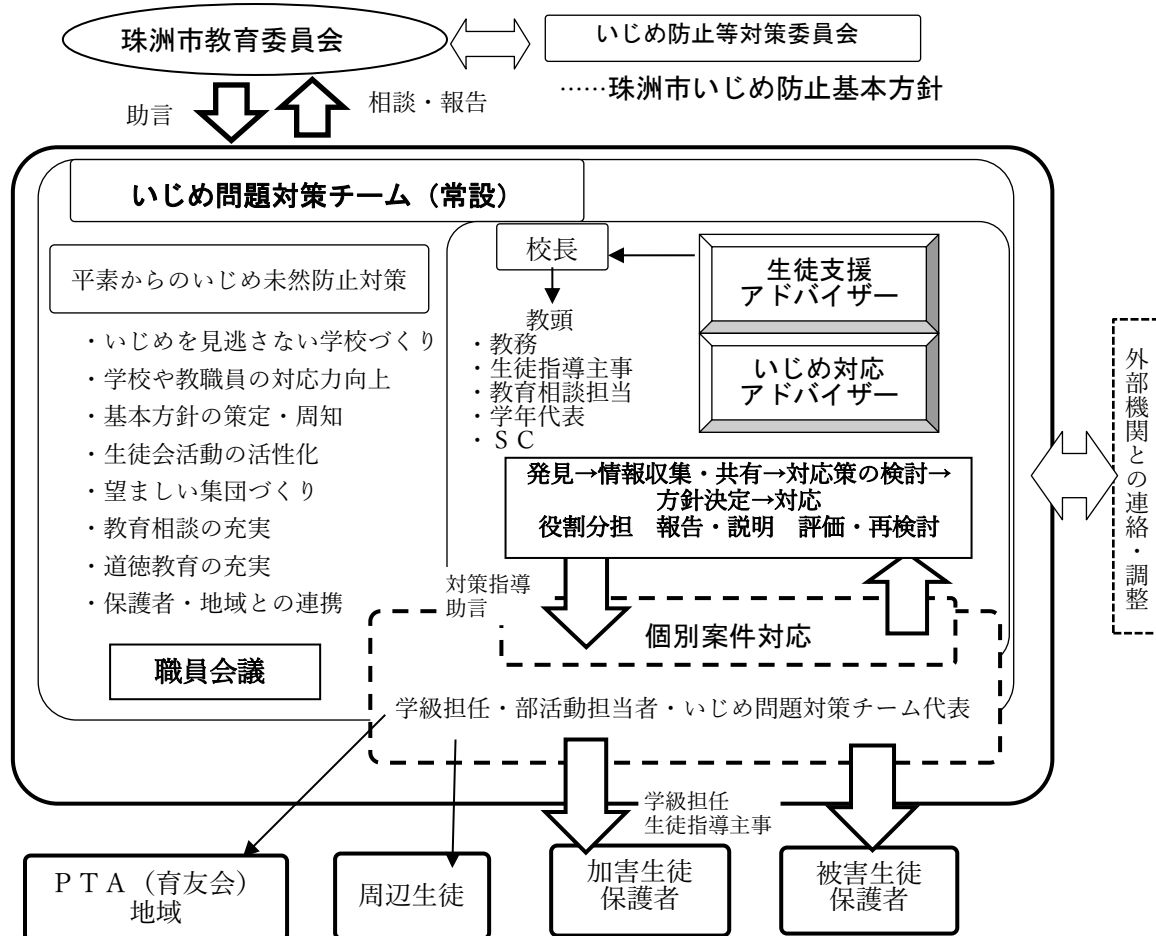 珠洲市教育委員会
いじめ防止等対策委員会
……珠洲市いじめ防止基本方針
助言
相談・報告
いじめ問題対策チーム（常設）
平素からのいじめ未然防止対策
・いじめを見逃さない学校づくり
・学校や教職員の対応力向上
・基本方針の策定・周知
・生徒会活動の活性化
・望ましい集団づくり
・教育相談の充実
・道徳教育の充実
・保護者・地域との連携
職員会議
校長
教頭
・教務
・生徒指導主事
・教育相談担当
・学年代表
・ＳＣ
生徒支援
アドバイザー
いじめ対応
アドバイザー
発見→情報収集・共有→対応策の検討→
方針決定→対応
役割分担　報告・説明　評価・再検討
対策指導
助言
個別案件対応
学級担任・部活動担当者・いじめ問題対策チーム代表
外部機関との連絡・調整
学級担任
生徒指導主事
ＰＴＡ（育友会）
地域
周辺生徒
加害生徒
保護者
被害生徒
保護者